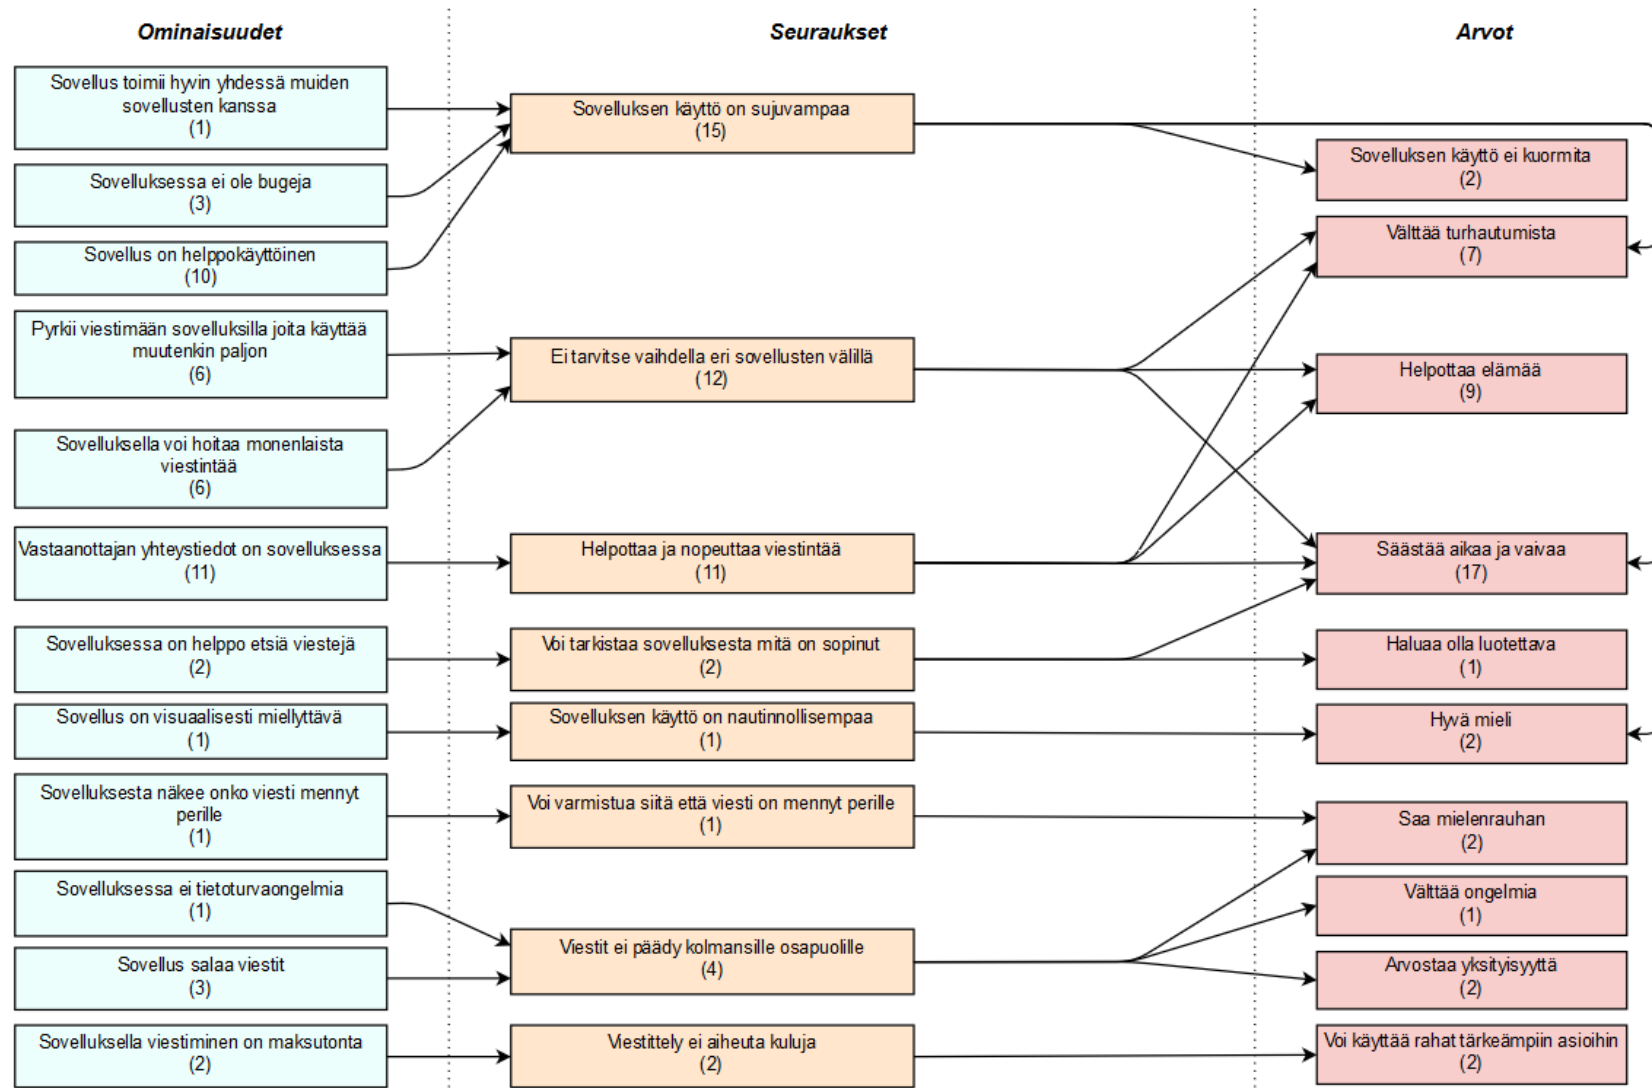 Ominaisuudet
Sovellus toimii hyvin yhdessä muiden
sovellusten kanssa
(1)
Sovelluksessa ei ole bugeja
(3)
Sovellus on helppokäyttöinen
(10)
Pyrkii viestimään sovelluksilla joita käyttää
muutenkin paljon
(6)
Sovelluksella voi hoitaa monenlaista
viestintää
(6)
Vastaanottajan yhteystiedot on sovelluksessa
(11)
Sovelluksessa on helppo etsiä viestejä
(2)
Sovellus on visuaalisesti miellyttävä
(1)
Sovelluksesta näkee onko viesti mennyt
perille
(1)
Sovelluksessa ei tietoturvaongelmia
(1)
Sovellus salaa viestit
(3)
Sovelluksella viestiminen on maksutonta
(2)
Seuraukset
Sovelluksen käyttö on sujuvampaa
(15)
Ei tarvitse vaihdella eri sovellusten välillä
(12)
Helpottaa ja nopeuttaa viestintää
(11)
Voi tarkistaa sovelluksesta mitä on sopinut
(2)
Sovelluksen käyttö on nautinnollisempaa
(1)
Voi varmistua siitä että viesti on mennyt perille
(1)
Viestit ei päädy kolmansille osapuolille
(4)
Viestittely ei aiheuta kuluja
(2)
Arvot
Sovelluksen käyttö ei kuormita
(2)
Välttää turhautumista
(7)
Helpottaa elämää
(9)
Säästää aikaa ja vaivaa
(17)
Haluaa olla luotettava
(1)
Hyvä mieli
(2)
Saa mielenrauhan
(2)
Välttää ongelmia
(1)
Arvostaa yksityisyyttä
(2)
Voi käyttää rahat tärkeämpiin asioihin
(2)